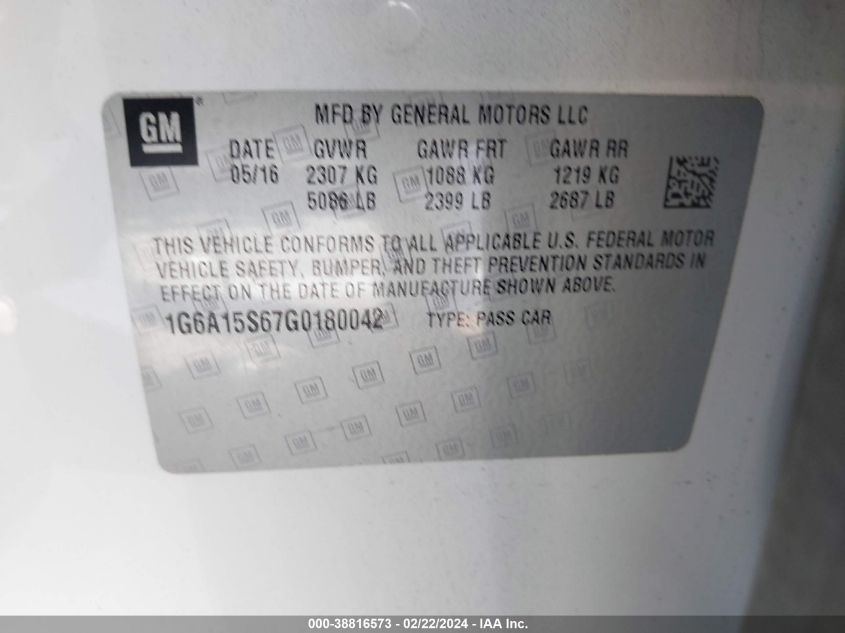 GM
MFD BY GENERAL MOTORS LLC
DATE GVWR GAWR FRT GAWR RR
05/16 2307 KG 1088 KG 1219 KG
5086 LB 2399 LB 2687 LB
THIS VEHICLE CONFORMS TO ALL APPLICABLE U.S. FEDERAL MOTOR
VEHICLE SAFETY, BUMPER, AND THEFT PREVENTION STANDARDS IN
EFFECT ON THE DATE OF MANUFACTURE SHOWN ABOVE.
1G6A15S67G0180042 TYPE: PASS CAR
000-38816573 - 02/22/2024 - IAA Inc.